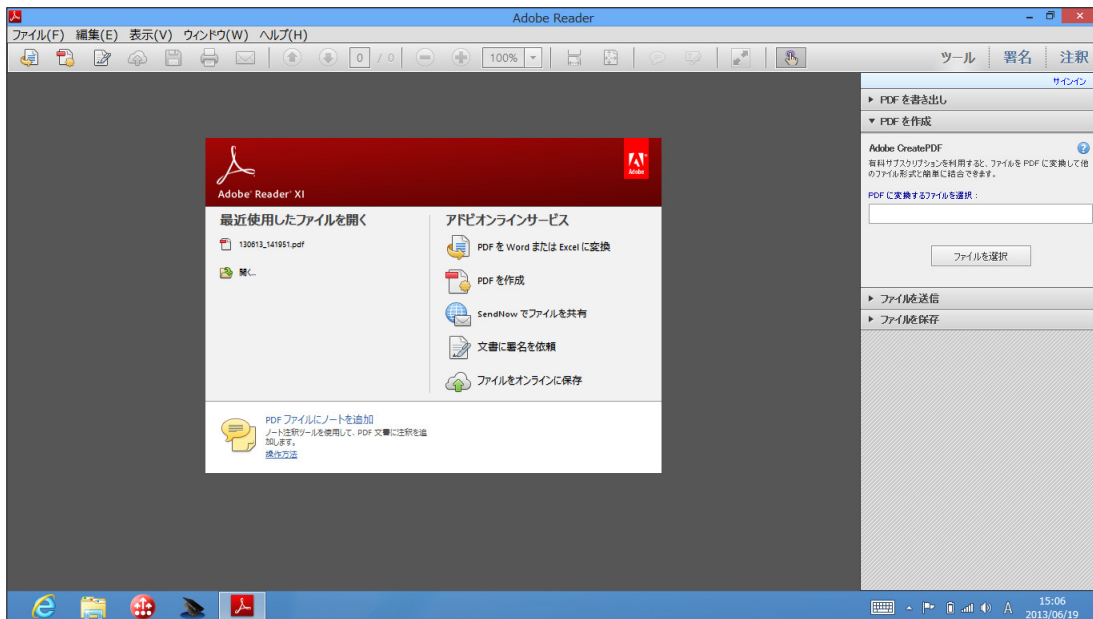 Adobe Reader
ファイル(F) 編集(E) 表示(V) ウィンドウ(W) ヘルプ(H)
0 / 0 100% ツール 署名 注釈
サインイン
PDF を書き出し
PDF を作成
Adobe CreatePDF
有料サブスクリプションを利用すると、ファイルを PDF に変換して他
のファイル形式と簡単に結合できます。
PDF に変換するファイルを選択 :
ファイルを選択
ファイルを送信
ファイルを保存
Adobe® Reader® XI
Adobe
最近使用したファイルを開く
130613_141951.pdf
開く...
アドビオンラインサービス
PDF を Word または Excel に変換
PDF を作成
SendNow でファイルを共有
文書に署名を依頼
ファイルをオンラインに保存
PDF ファイルにノートを追加
ノート注釈ツールを使用して、PDF 文書に注釈を追
加します。
操作方法
A 15:06
2013/06/19